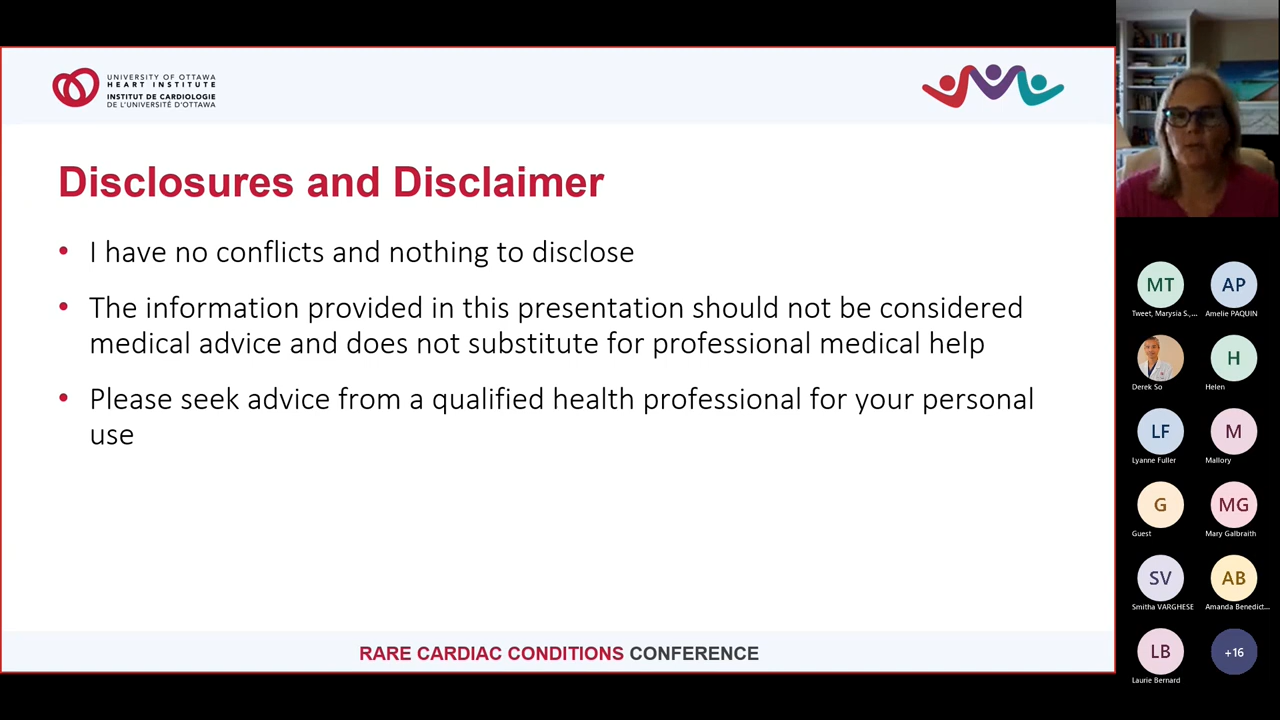 UNIVERSITY OF OTTAWA
HEART INSTITUTE
INSTITUT DE CARDIOLOGIE
DE L'UNIVERSITÉ D'OTTAWA
Disclosures and Disclaimer
• I have no conflicts and nothing to disclose
• The information provided in this presentation should not be considered
medical advice and does not substitute for professional medical help
• Please seek advice from a qualified health professional for your personal
use
RARE CARDIAC CONDITIONS CONFERENCE
MT
Tweet, Marysia S.,...
AP
Amelie PAQUIN
Derek So
H
Helen
LF
Lyanne Fuller
M
Mallory
G
Guest
MG
Mary Galbraith
SV
Smitha VARGHESE
AB
Amanda Benedict...
LB
Laurie Bernard
+16